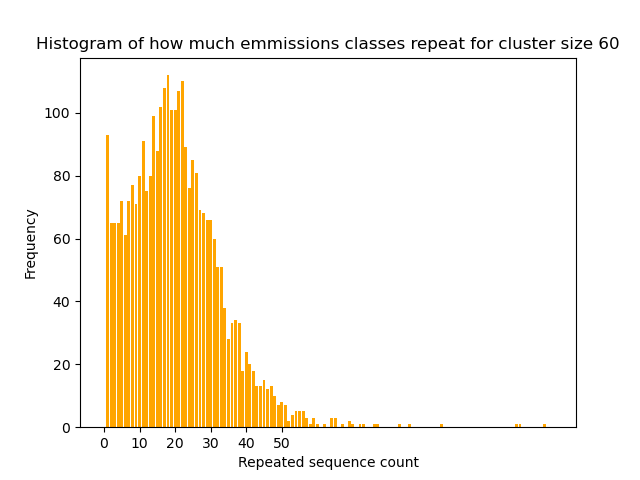 Histogram of how much emmissions classes repeat for cluster size 60
100
80
60
40
20
0
Frequency
0 10 20 30 40 50
Repeated sequence count